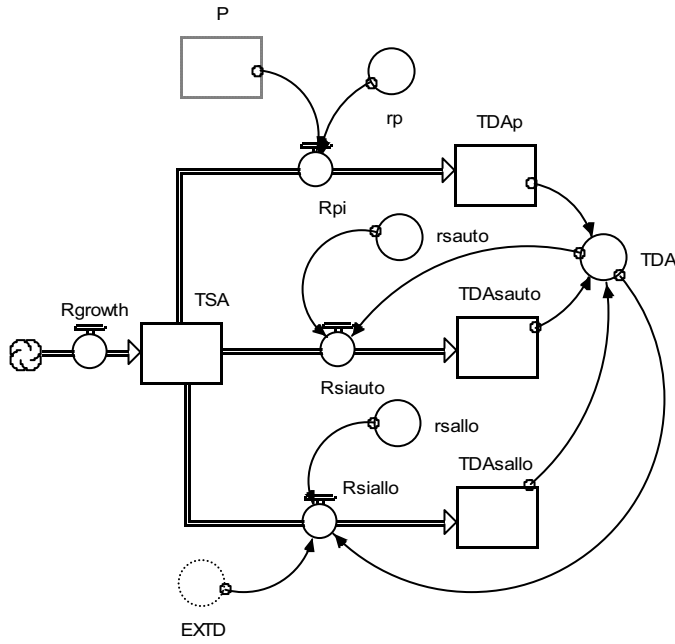 P
rp
TDAp
Rpi
rsauto
TDA
TSA
TDAsauto
Rgrowth
Rsiauto
rsallo
TDAsallo
Rsiallo
EXTD